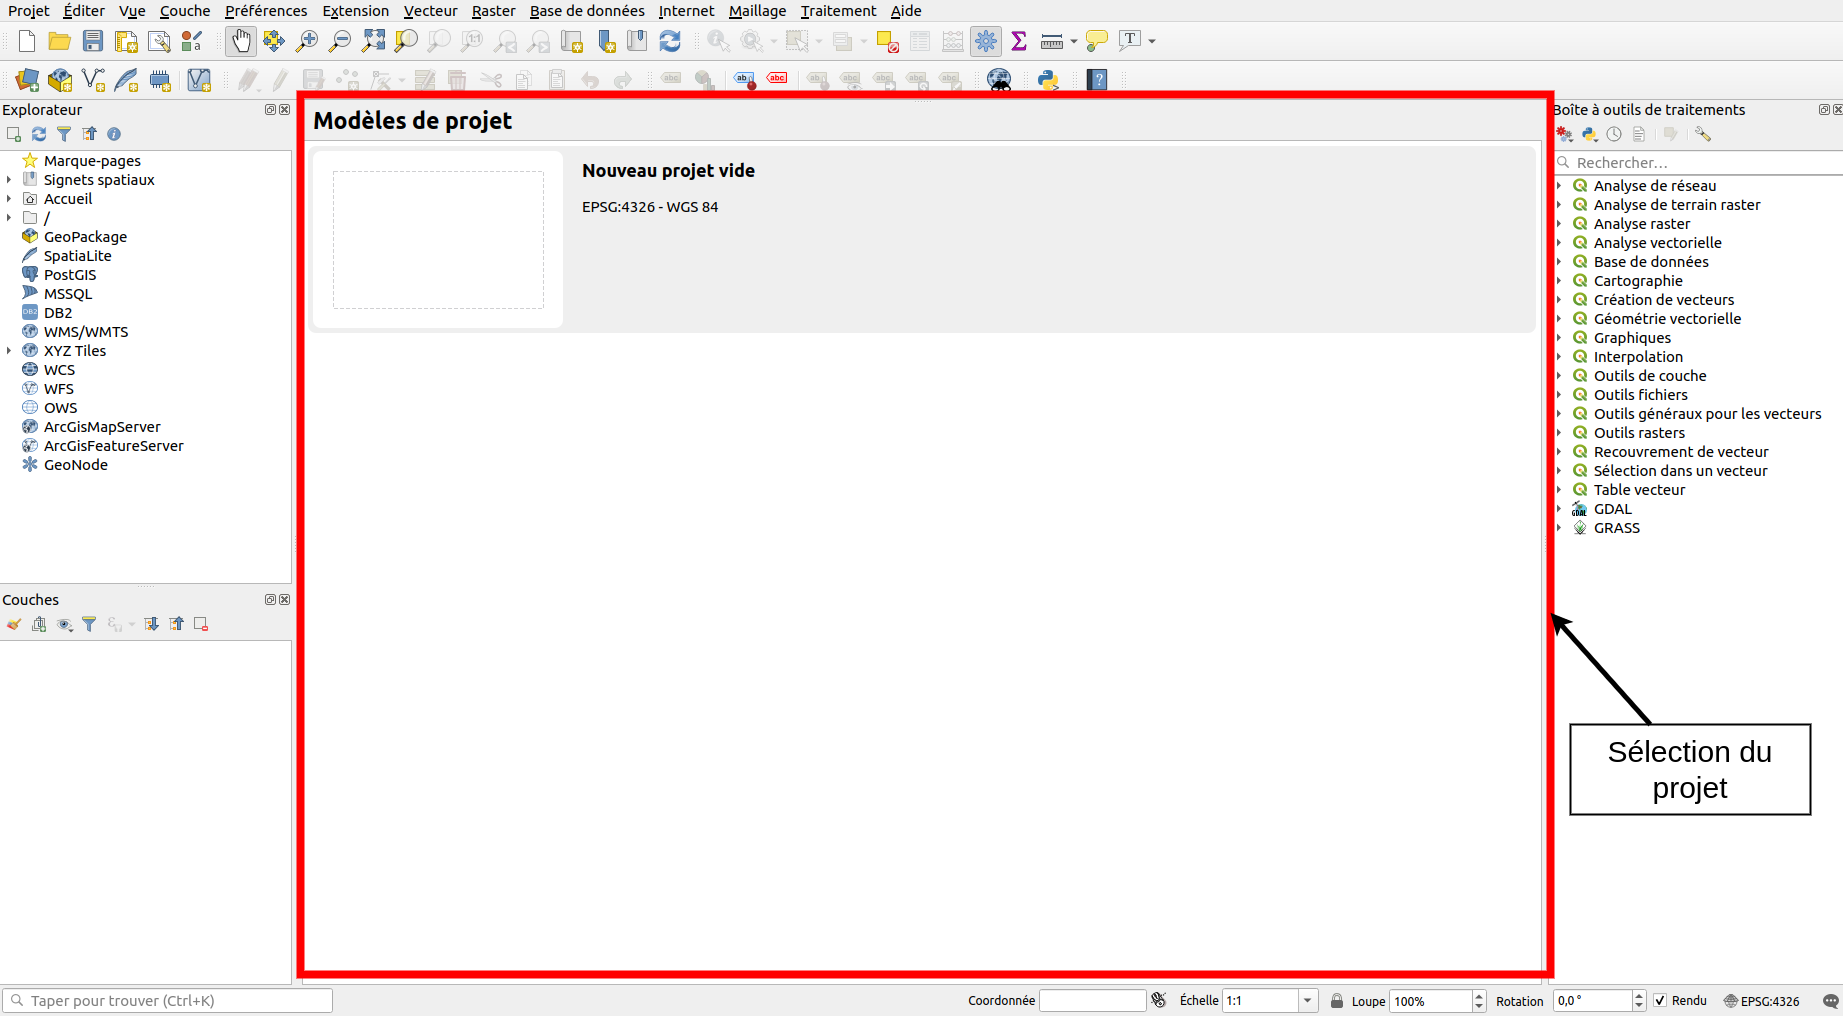 Projet Éditer Vue Couche Préférences Extension Vecteur Raster Base de données Internet Maillage Traitement Aide
Explorateur
Marque-pages
Signets spatiaux
Accueil
/
GeoPackage
SpatiaLite
PostGIS
MSSQL
DB2
WMS/WMTS
XYZ Tiles
WCS
WFS
OWS
ArcGisMapServer
ArcGisFeatureServer
GeoNode
Couches
Modèles de projet
Nouveau projet vide
EPSG:4326 - WGS 84
Boîte à outils de traitements
Rechercher…
Analyse de réseau
Analyse de terrain raster
Analyse raster
Analyse vectorielle
Base de données
Cartographie
Création de vecteurs
Géométrie vectorielle
Graphiques
Interpolation
Outils de couche
Outils fichiers
Outils généraux pour les vecteurs
Outils rasters
Recouvrement de vecteur
Sélection dans un vecteur
Table vecteur
GDAL
GRASS
Sélection du
projet
Taper pour trouver (Ctrl+K)
Coordonnée Échelle 1:1 Loupe 100% Rotation 0,0 ° Rendu EPSG:4326